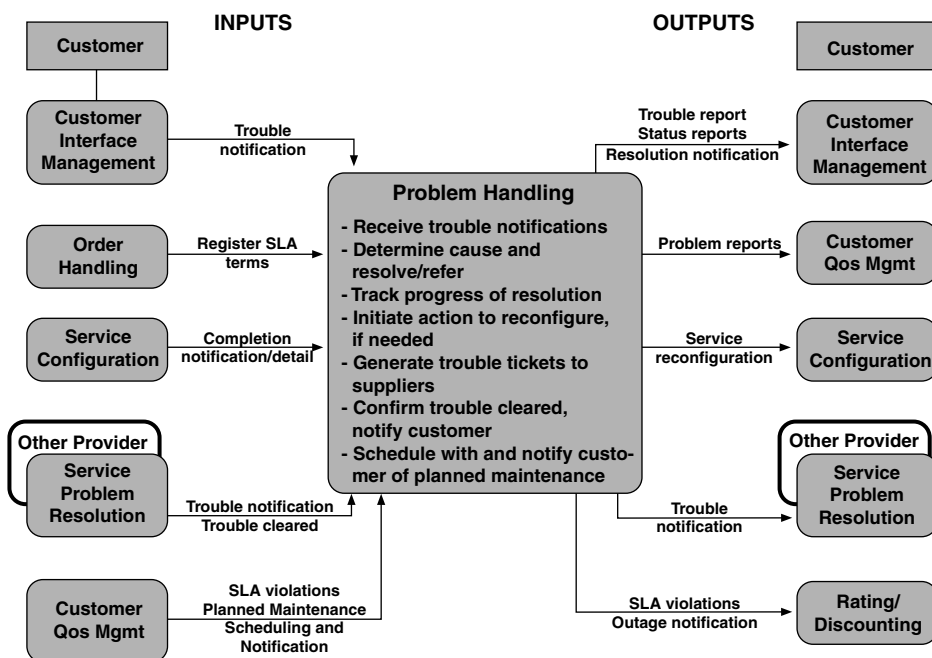 INPUTS
OUTPUTS
Customer
Customer
Interface
Management
Trouble
notification
Order
Handling
Register SLA
terms
Service
Configuration
Completion
notification/detail
Other Provider
Service
Problem
Resolution
Trouble notification
Trouble cleared
Customer
Qos Mgmt
SLA violations
Planned Maintenance
Scheduling and
Notification
Problem Handling
- Receive trouble notifications
- Determine cause and
resolve/refer
- Track progress of resolution
- Initiate action to reconfigure,
if needed
- Generate trouble tickets to
suppliers
- Confirm trouble cleared,
notify customer
- Schedule with and notify custo-
mer of planned maintenance
Customer
Trouble report
Status reports
Resolution notification
Customer
Interface
Management
Problem reports
Customer
Qos Mgmt
Service
reconfiguration
Service
Configuration
Other Provider
Trouble
notification
Service
Problem
Resolution
SLA violations
Outage notification
Rating/
Discounting